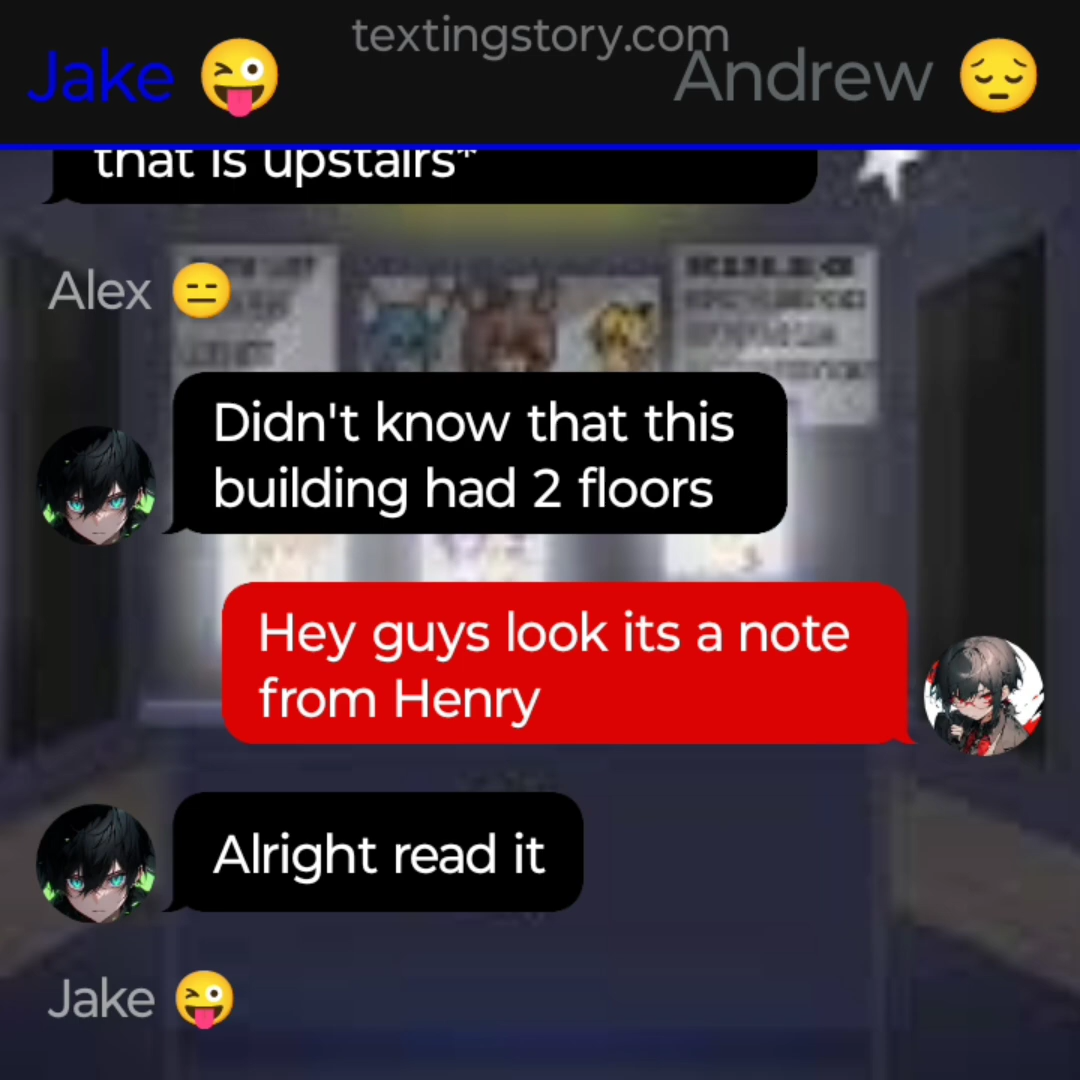 textingstory.com
Jake 😜
Andrew 😔
that is upstairs*
Alex 😑
Didn't know that this
building had 2 floors
Hey guys look its a note
from Henry
Alright read it
Jake 😜